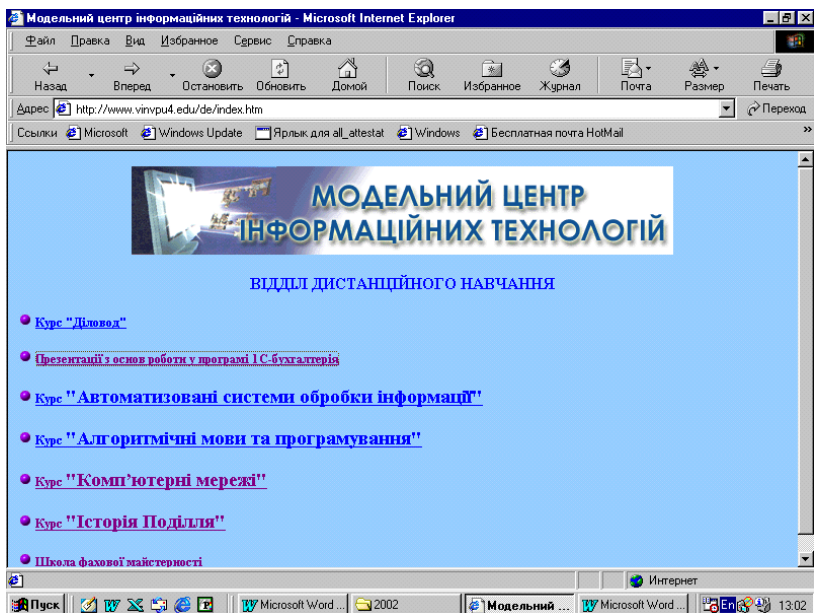 Модельный центр інформаційних технологій - Microsoft Internet Explorer
Файл Правка Вид Избранное Сервис Справка
Назад Вперед Остановить Обновить Домой Поиск Избранное Журнал Почта Размер Печать
Адрес http://www.vinvpu4.edu/de/index.htm Переход
Ссылки Microsoft Windows Update Ярлык для all_attestat Windows Бесплатная почта HotMail »
МОДЕЛЬНИЙ ЦЕНТР
ІНФОРМАЦІЙНИХ ТЕХНОЛОГІЙ
ВІДДІЛ ДИСТАНЦІЙНОГО НАВЧАННЯ
Курс "Діловод"
Презентації з основ роботи у програмі 1С-бухгалтерія
Курс "Автоматизовані системи обробки інформації"
Курс "Алгоритмічні мови та програмування"
Курс "Комп'ютерні мережі"
Курс "Історія Поділля"
Школа фахової майстерності
Интернет
Пуск Microsoft Word ... 2002 Модельний ... Microsoft Word ... En 13:02